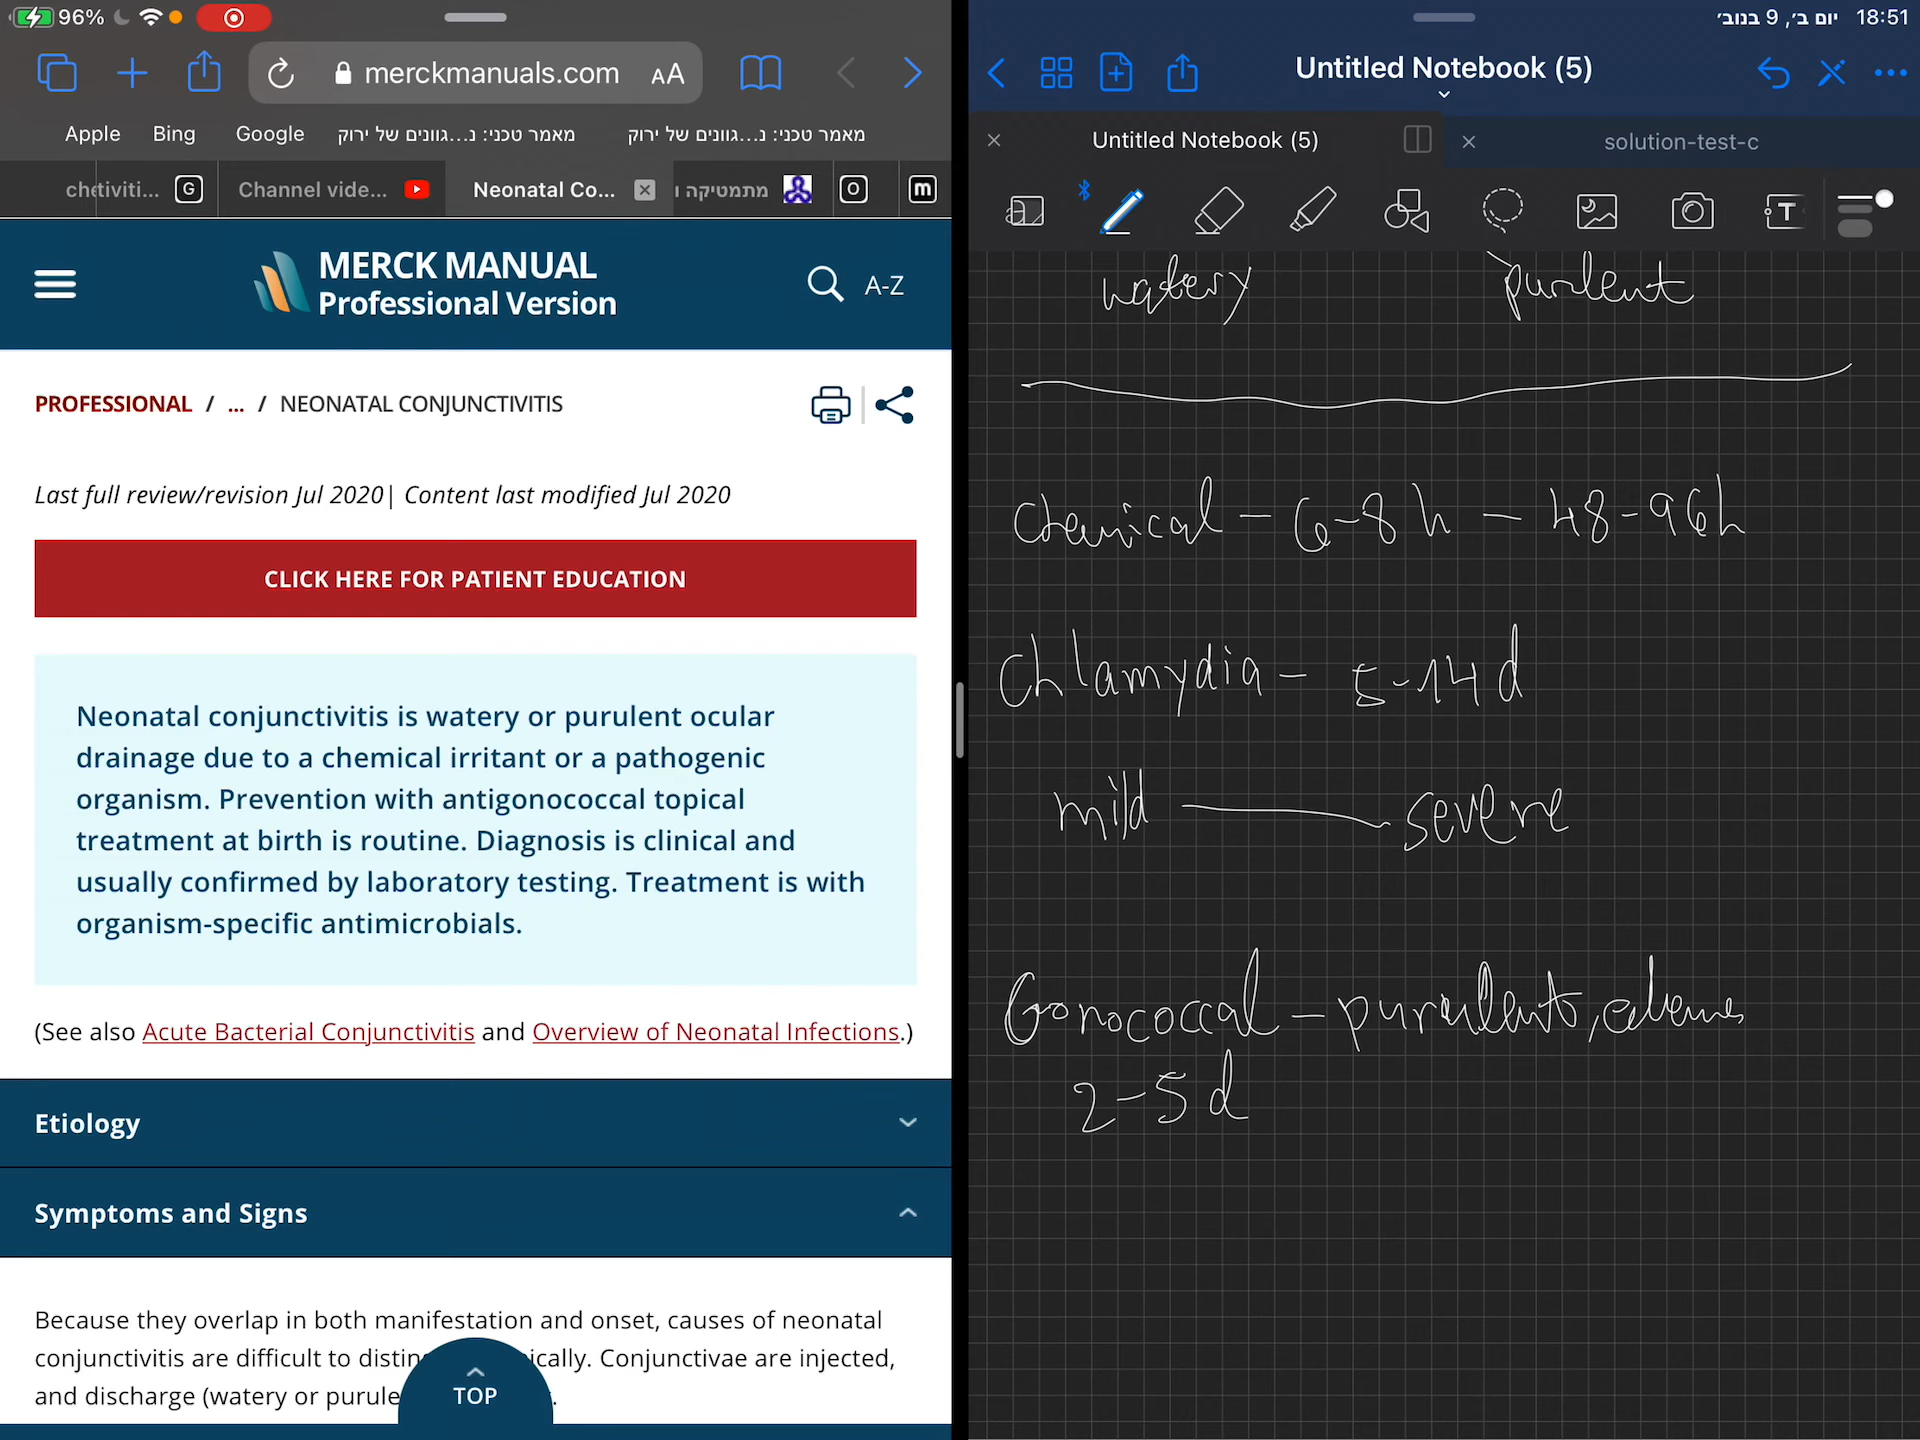 96%
merckmanuals.com
AA
Apple
Bing
Google
מאמר טכני: נ...גוונים של ירוק
מאמר טכני: נ...גוונים של ירוק
che
tiviti...
G
Channel vide...
Neonatal Co...
מתמטיקה ו
O
m
MERCK MANUAL
Professional Version
A-Z
PROFESSIONAL / ... / NEONATAL CONJUNCTIVITIS
Last full review/revision Jul 2020| Content last modified Jul 2020
CLICK HERE FOR PATIENT EDUCATION
Neonatal conjunctivitis is watery or purulent ocular
drainage due to a chemical irritant or a pathogenic
organism. Prevention with antigonococcal topical
treatment at birth is routine. Diagnosis is clinical and
usually confirmed by laboratory testing. Treatment is with
organism-specific antimicrobials.
(See also Acute Bacterial Conjunctivitis and Overview of Neonatal Infections.)
Etiology
Symptoms and Signs
Because they overlap in both manifestation and onset, causes of neonatal
conjunctivitis are difficult to distin ically. Conjunctivae are injected,
and discharge (watery or purule .
TOP
18:51 יום ב׳, 9 בנוב׳
Untitled Notebook (5)
Untitled Notebook (5)
solution-test-c
T
watery purulent
Chemical - 6-8 h - 48-96h
Chlamydia - 5-14 d
mild severe
Gonococcal - purulent,
2-5 d